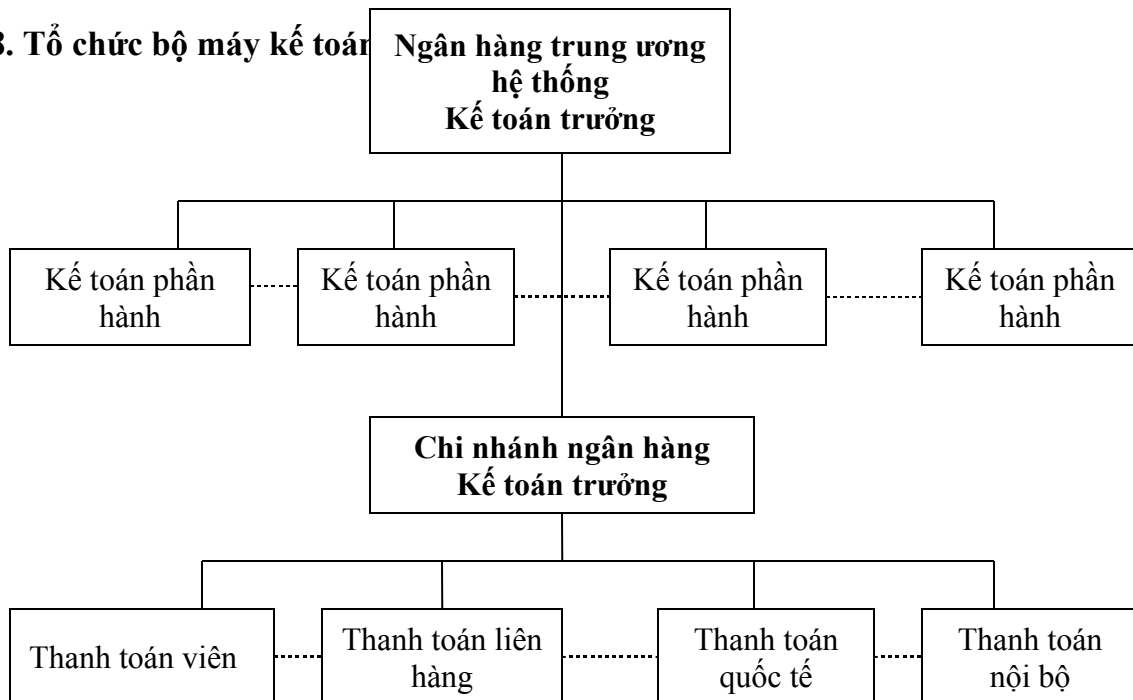 3. Tổ chức bộ máy kế toán
Ngân hàng trung ương
hệ thống
Kế toán trưởng
Kế toán phần
hành
Kế toán phần
hành
Kế toán phần
hành
Kế toán phần
hành
Chi nhánh ngân hàng
Kế toán trưởng
Thanh toán viên
Thanh toán liên
hàng
Thanh toán
quốc tế
Thanh toán
nội bộ